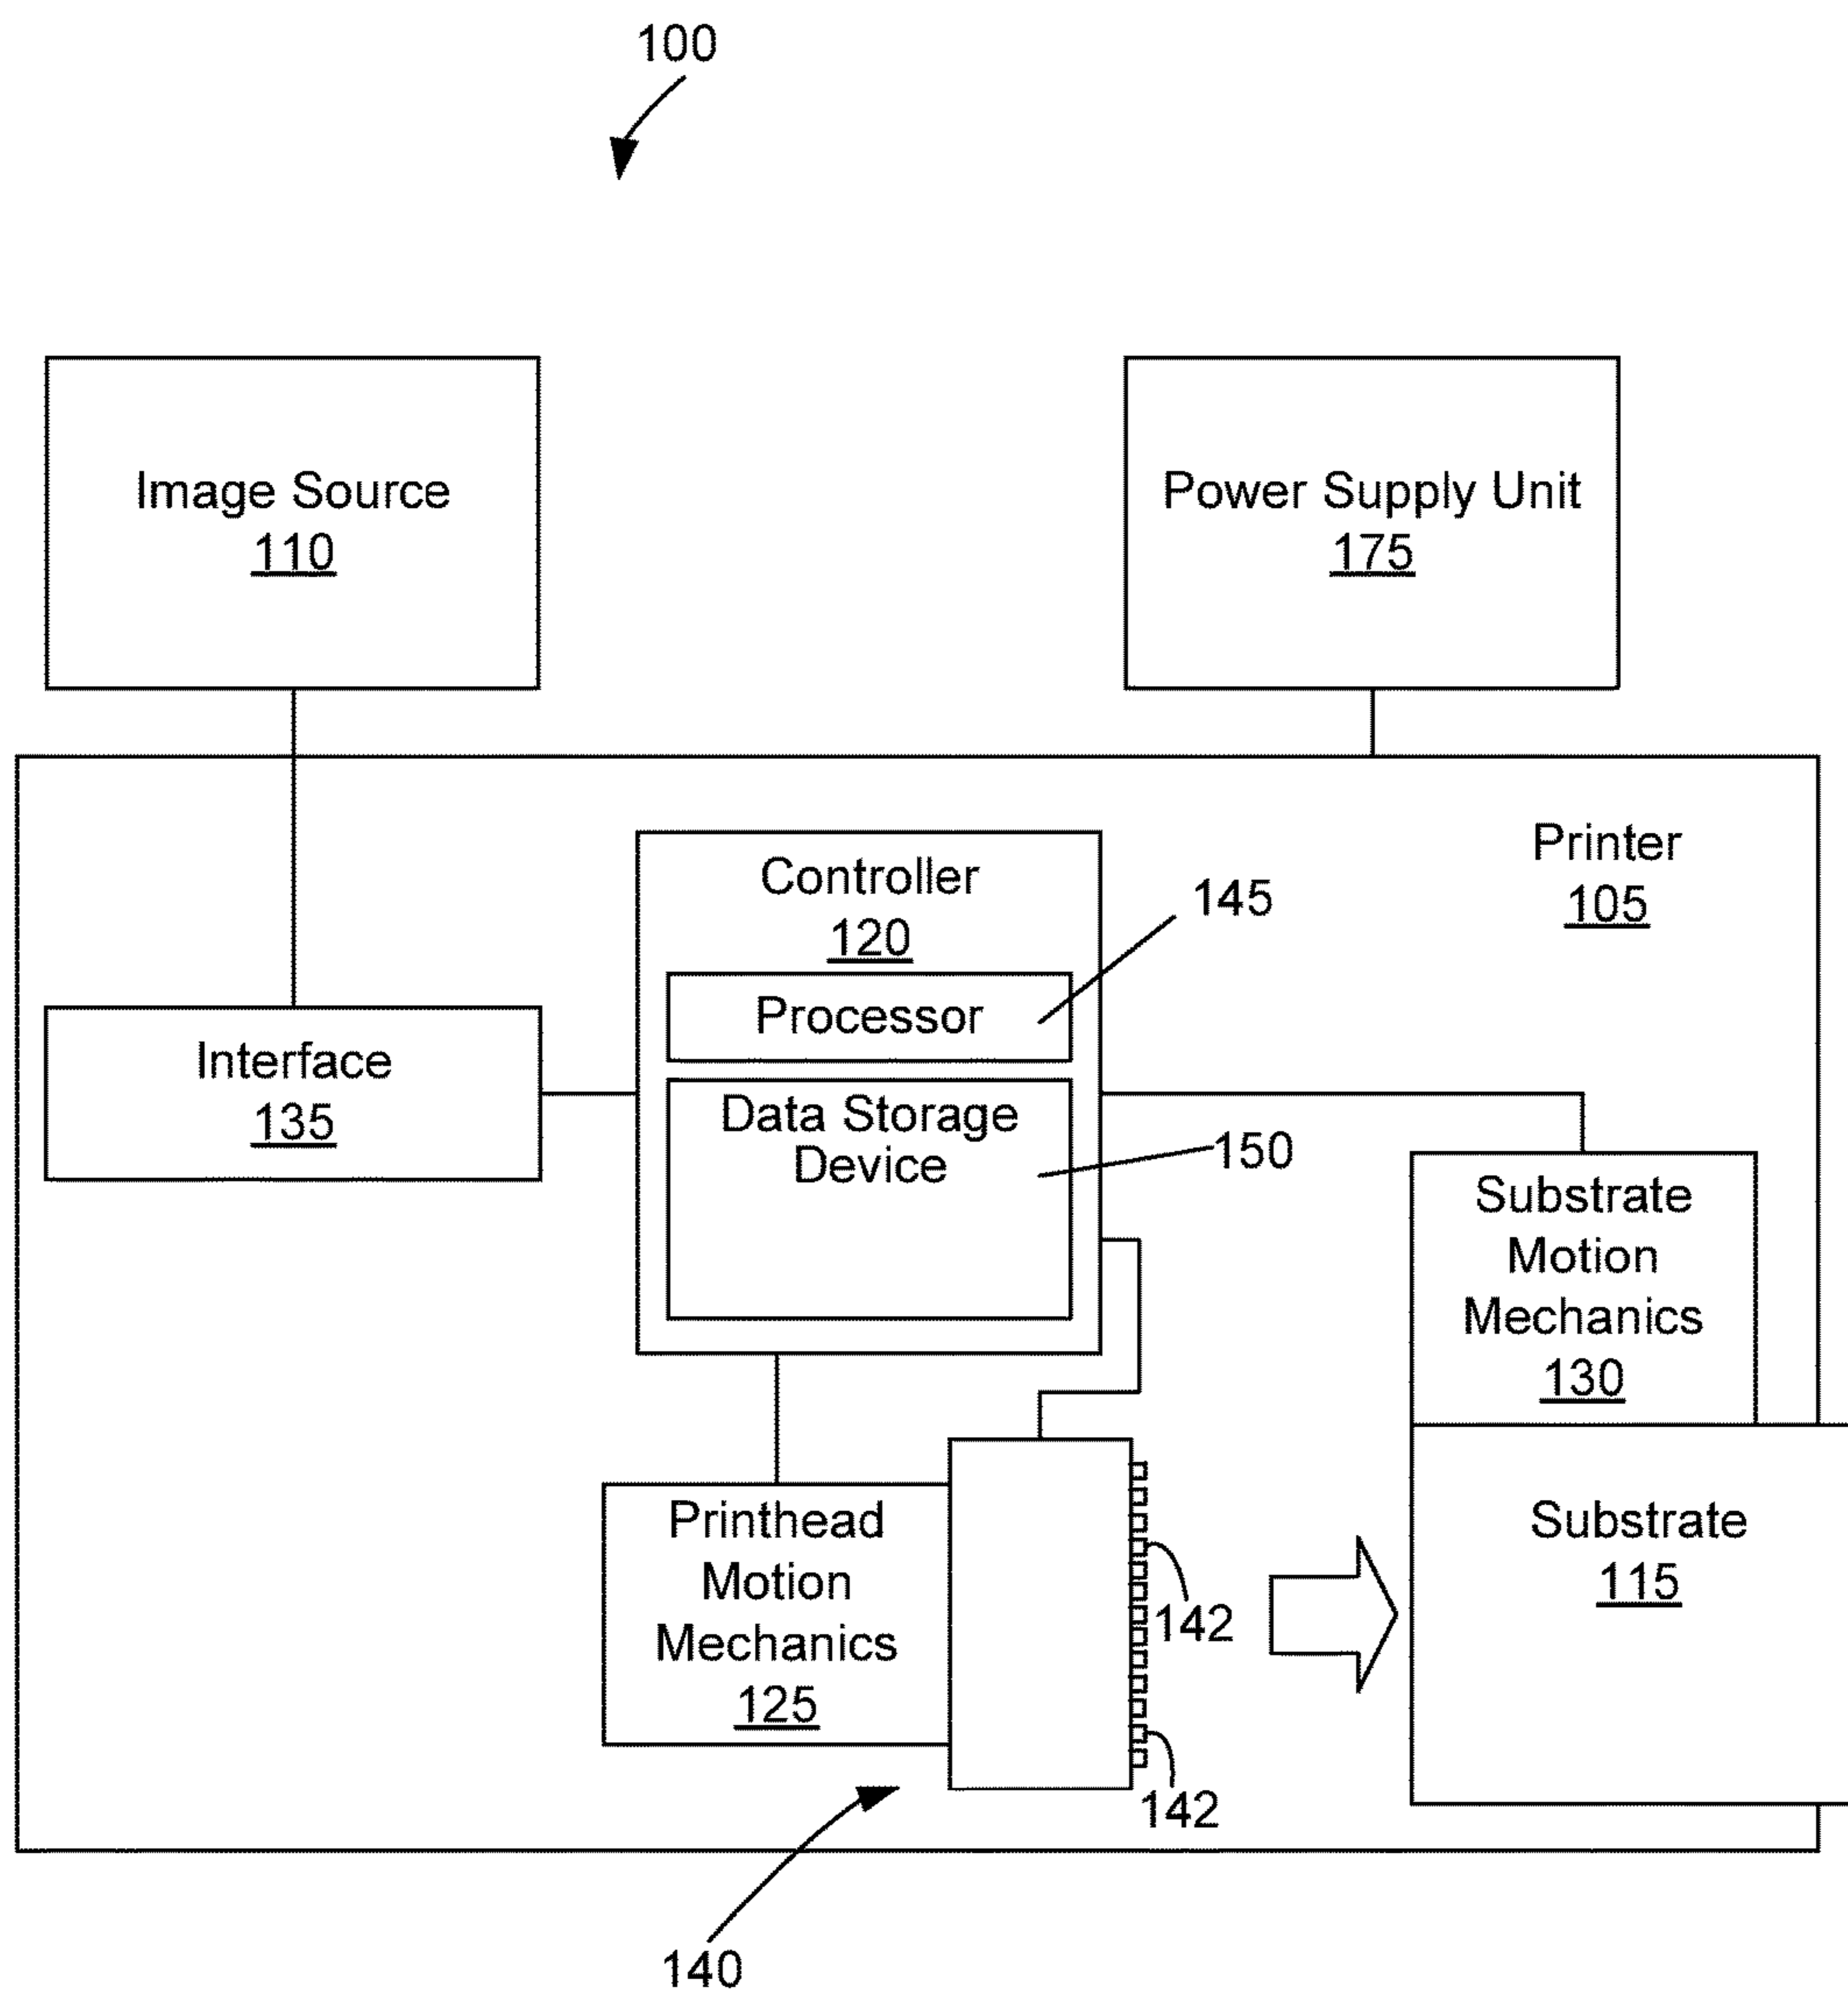 100
Image Source
110
Power Supply Unit
175
Printer
105
Controller
120
145
Processor
Interface
135
Data Storage
Device
150
Substrate
Motion
Mechanics
130
Printhead
Motion
Mechanics
125
142
142
Substrate
115
140